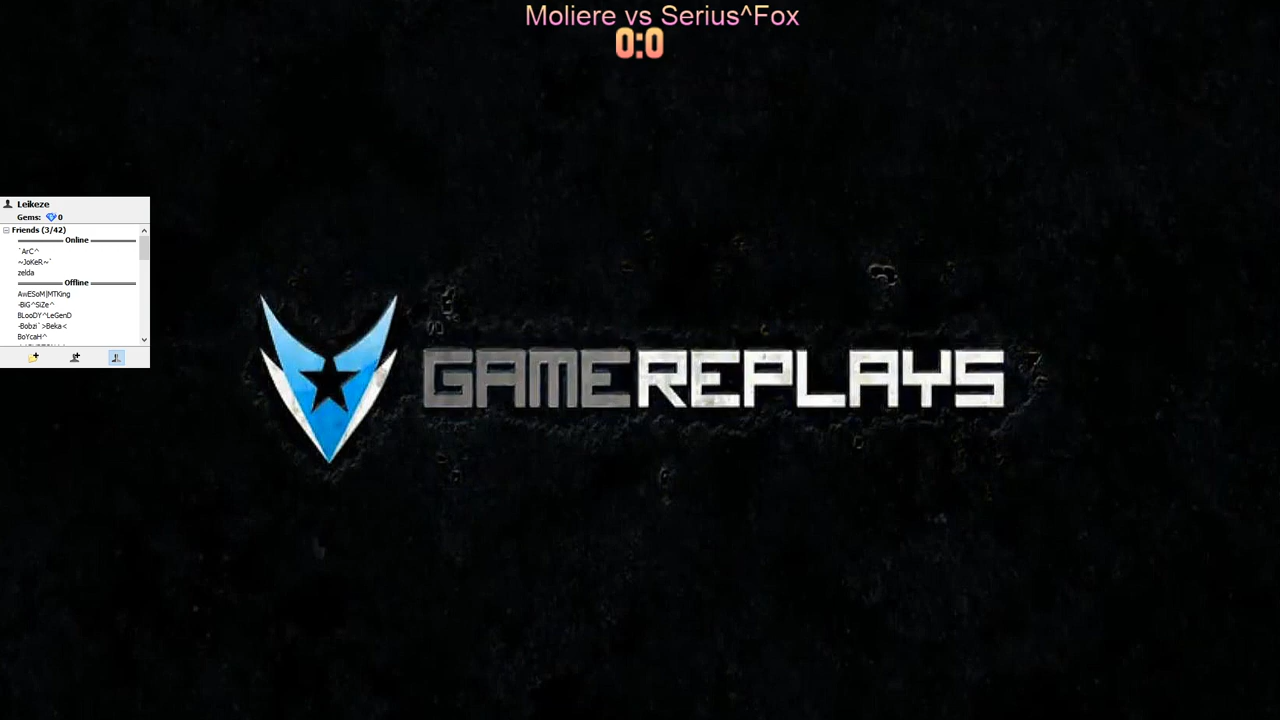 Moliere vs Serius^Fox
0:0
Leikeze
Gems: 0
Friends (3/42)
Online
`ArC^
~JoKeR~`
zelda
Offline
AwESoM|MTKing
-BiG^SiZe^
BLooDY^LeGenD
-Bobzi`>Beka<
BoYcaH^
GAMEREPLAYS